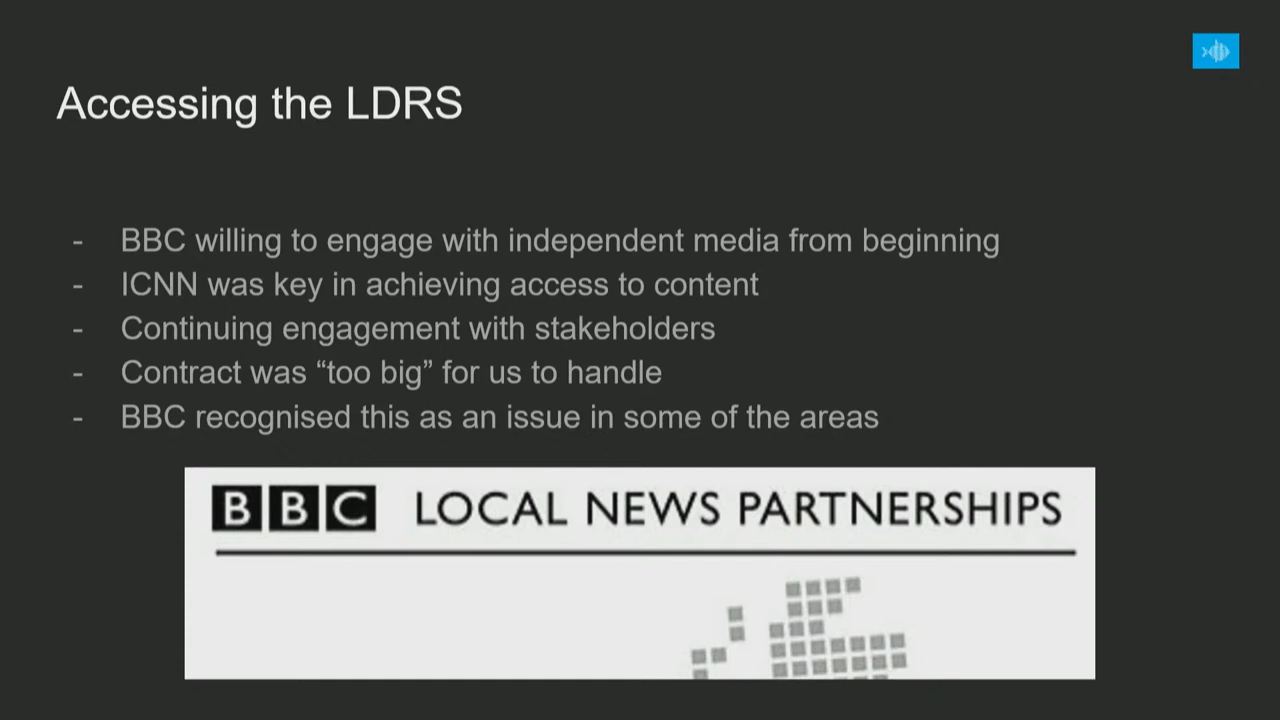 Accessing the LDRS
- BBC willing to engage with independent media from beginning
- ICNN was key in achieving access to content
- Continuing engagement with stakeholders
- Contract was “too big” for us to handle
- BBC recognised this as an issue in some of the areas
BBC LOCAL NEWS PARTNERSHIPS